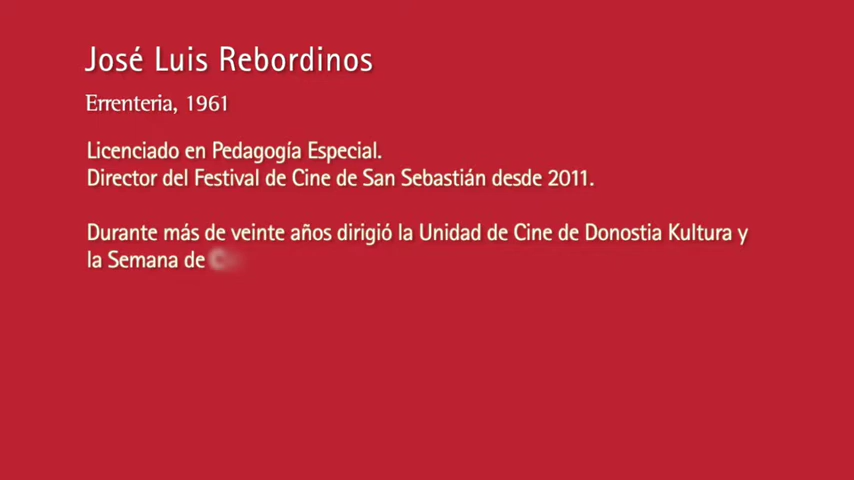 José Luis Rebordinos
Errenteria, 1961
Licenciado en Pedagogía Especial.
Director del Festival de Cine de San Sebastián desde 2011.
Durante más de veinte años dirigió la Unidad de Cine de Donostia Kultura y
la Semana de